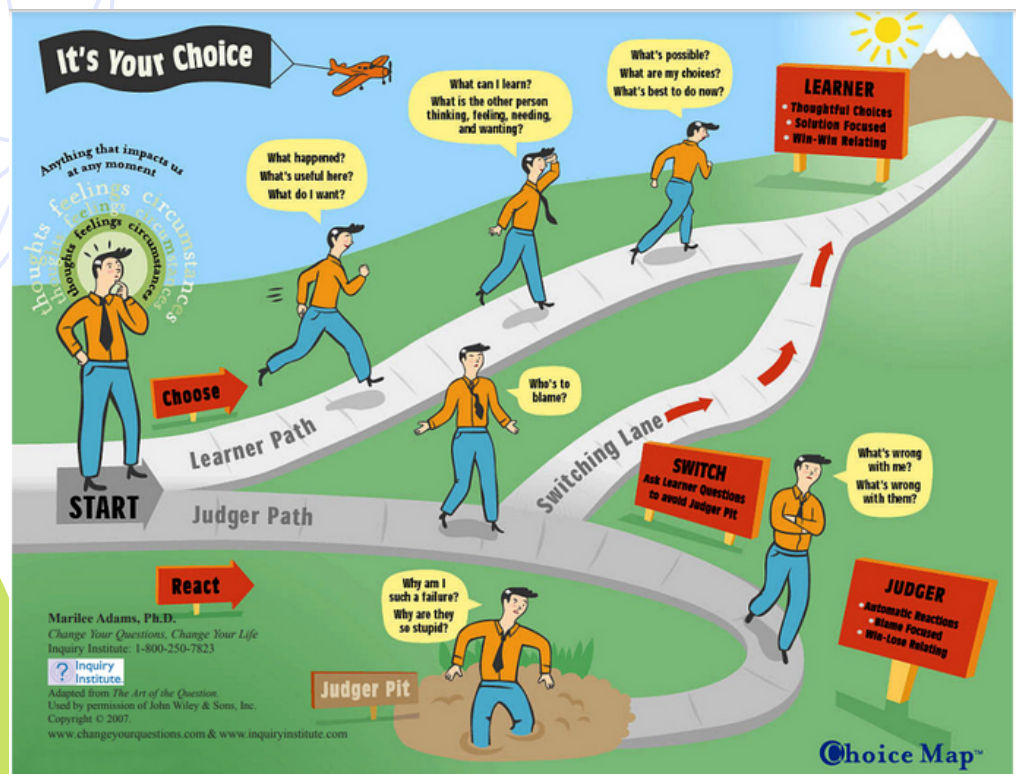 It's Your Choice
Anything that impacts us
at any moment
thoughts feelings circumstances
thoughts feelings circumstances
thoughts feelings circumstances
What happened?
What's useful here?
What do I want?
What can I learn?
What is the other person
thinking, feeling, needing,
and wanting?
What's possible?
What are my choices?
What's best to do now?
LEARNER
• Thoughtful Choices
• Solution Focused
• Win-Win Relating
Choose
Learner Path
START
Judger Path
Who's to
blame?
Switching Lane
SWITCH
Ask Learner Questions
to avoid Judger Pit
What's wrong
with me?
What's wrong
with them?
React
Why am I
such a failure?
Why are they
so stupid?
JUDGER
• Automatic Reactions
• Blame Focused
• Win-Lose Relating
Judger Pit
Marilee Adams, Ph.D.
Change Your Questions, Change Your Life
Inquiry Institute: 1-800-250-7823
? Inquiry
Institute.
Adapted from The Art of the Question.
Used by permission of John Wiley & Sons, Inc.
Copyright © 2007.
www.changeyourquestions.com & www.inquiryinstitute.com
Choice Map™